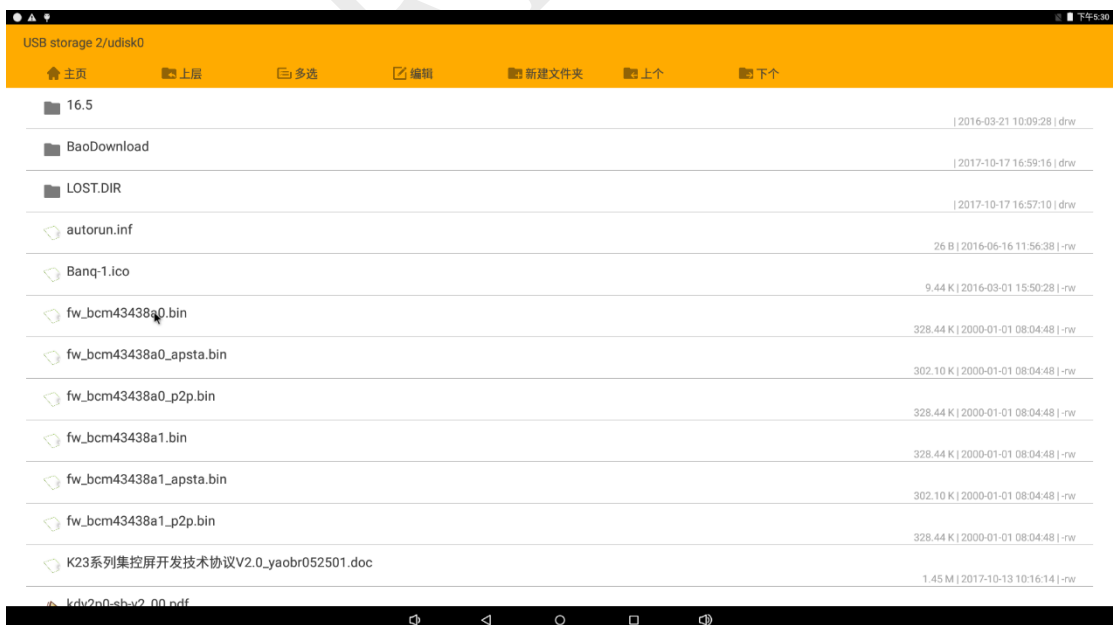 下午5:30
USB storage 2/udisk0
主页 上层 多选 编辑 新建文件夹 上个 下个
16.5
| 2016-03-21 10:09:28 | drw
BaoDownload
| 2017-10-17 16:59:16 | drw
LOST.DIR
| 2017-10-17 16:57:10 | drw
autorun.inf
26 B | 2016-06-16 11:56:38 | -rw
Banq-1.ico
9.44 K | 2016-03-01 15:50:28 | -rw
fw_bcm43438a0.bin
328.44 K | 2000-01-01 08:04:48 | -rw
fw_bcm43438a0_apsta.bin
302.10 K | 2000-01-01 08:04:48 | -rw
fw_bcm43438a0_p2p.bin
328.44 K | 2000-01-01 08:04:48 | -rw
fw_bcm43438a1.bin
328.44 K | 2000-01-01 08:04:48 | -rw
fw_bcm43438a1_apsta.bin
302.10 K | 2000-01-01 08:04:48 | -rw
fw_bcm43438a1_p2p.bin
328.44 K | 2000-01-01 08:04:48 | -rw
K23系列集控屏开发技术协议V2.0_yaobr052501.doc
1.45 M | 2017-10-13 10:16:14 | -rw